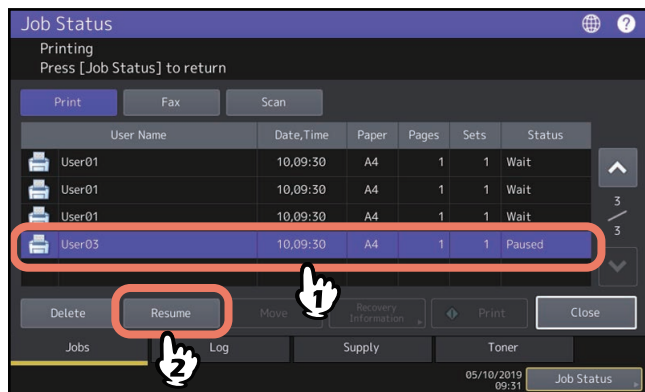 Job Status
?
Printing
Press [Job Status] to return
Print Fax Scan
User Name Date,Time Paper Pages Sets Status
User01 10,09:30 A4 1 1 Wait
User01 10,09:30 A4 1 1 Wait
User01 10,09:30 A4 1 1 Wait
User03 10,09:30 A4 1 1 Paused
3
3
1
Delete Resume Move Recovery Information Print Close
2
Jobs Log Supply Toner
05/10/2019
09:31
Job Status